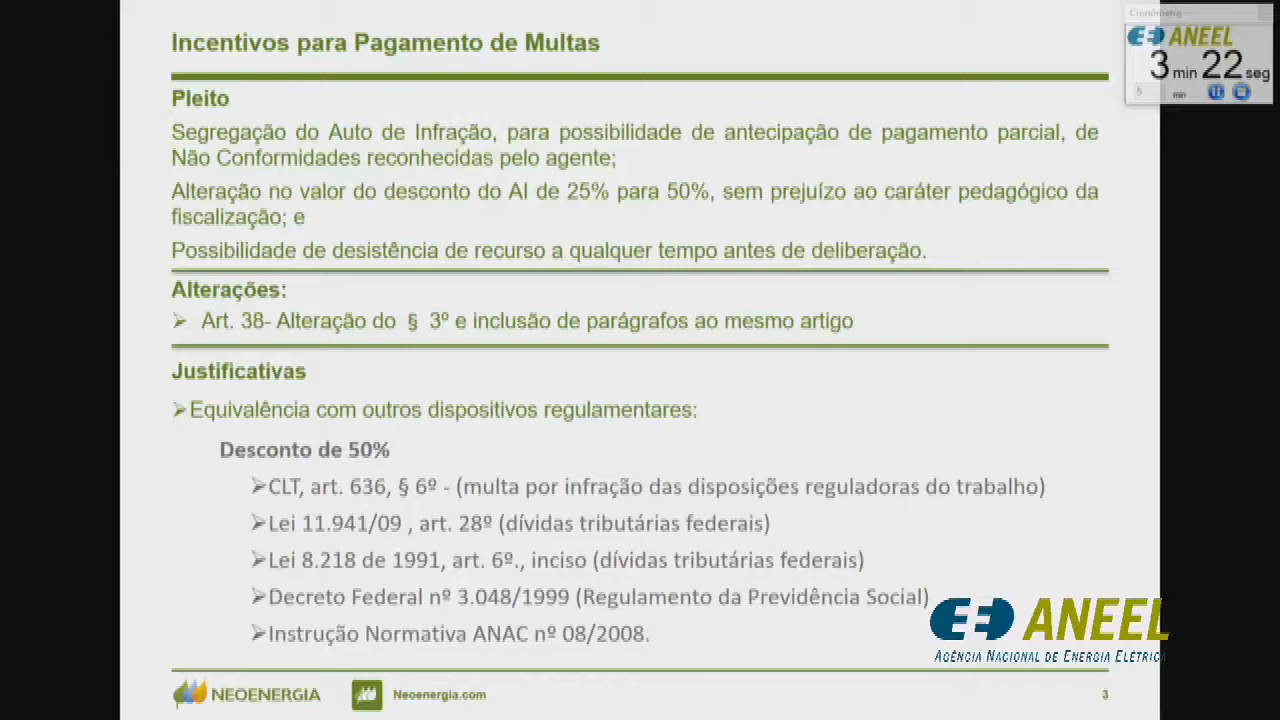 Incentivos para Pagamento de Multas
Cronômetro
ANEEL
3 min 22 seg
5 min
Pleito
Segregação do Auto de Infração, para possibilidade de antecipação de pagamento parcial, de
Não Conformidades reconhecidas pelo agente;
Alteração no valor do desconto do AI de 25% para 50%, sem prejuízo ao caráter pedagógico da
fiscalização; e
Possibilidade de desistência de recurso a qualquer tempo antes de deliberação.
Alterações:
➢ Art. 38- Alteração do § 3º e inclusão de parágrafos ao mesmo artigo
Justificativas
➢Equivalência com outros dispositivos regulamentares:
Desconto de 50%
➢CLT, art. 636, § 6º - (multa por infração das disposições reguladoras do trabalho)
➢Lei 11.941/09 , art. 28º (dívidas tributárias federais)
➢Lei 8.218 de 1991, art. 6º., inciso (dívidas tributárias federais)
➢Decreto Federal nº 3.048/1999 (Regulamento da Previdência Social)
➢Instrução Normativa ANAC nº 08/2008.
ANEEL
AGÊNCIA NACIONAL DE ENERGIA ELÉTRICA
NEOENERGIA
Neoenergia.com
3